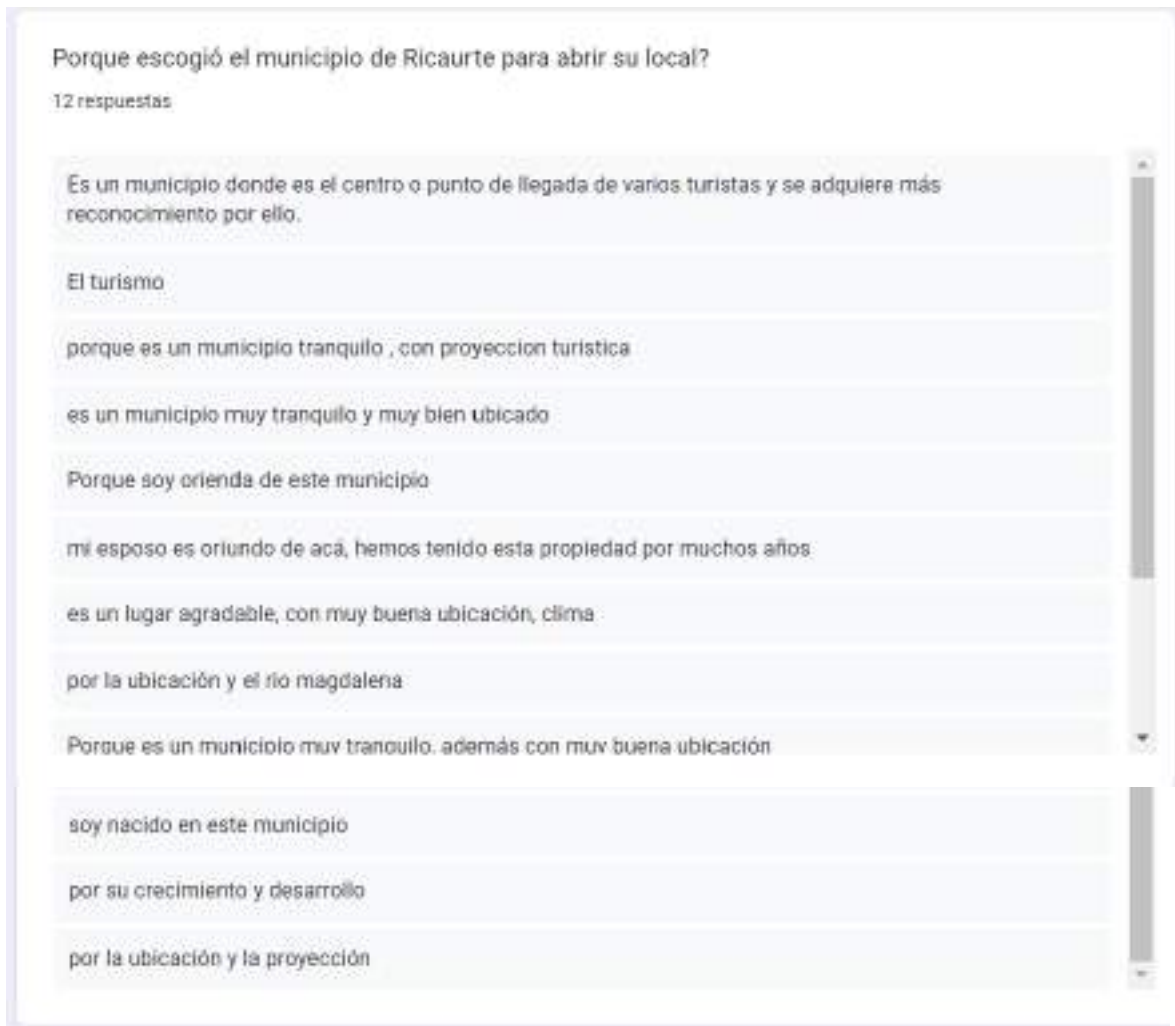 Porque escogió el municipio de Ricaurte para abrir su local?
12 respuestas
Es un municipio donde es el centro o punto de llegada de varios turistas y se adquiere más
reconocimiento por ello.
El turismo
porque es un municipio tranquilo , con proyeccion turistica
es un municipio muy tranquilo y muy bien ubicado
Porque soy orienda de este municipio
mi esposo es oriundo de acá, hemos tenido esta propiedad por muchos años
es un lugar agradable, con muy buena ubicación, clima
por la ubicación y el rio magdalena
Porque es un municipio muy tranquilo, además con muy buena ubicación
soy nacido en este municipio
por su crecimiento y desarrollo
por la ubicación y la proyección